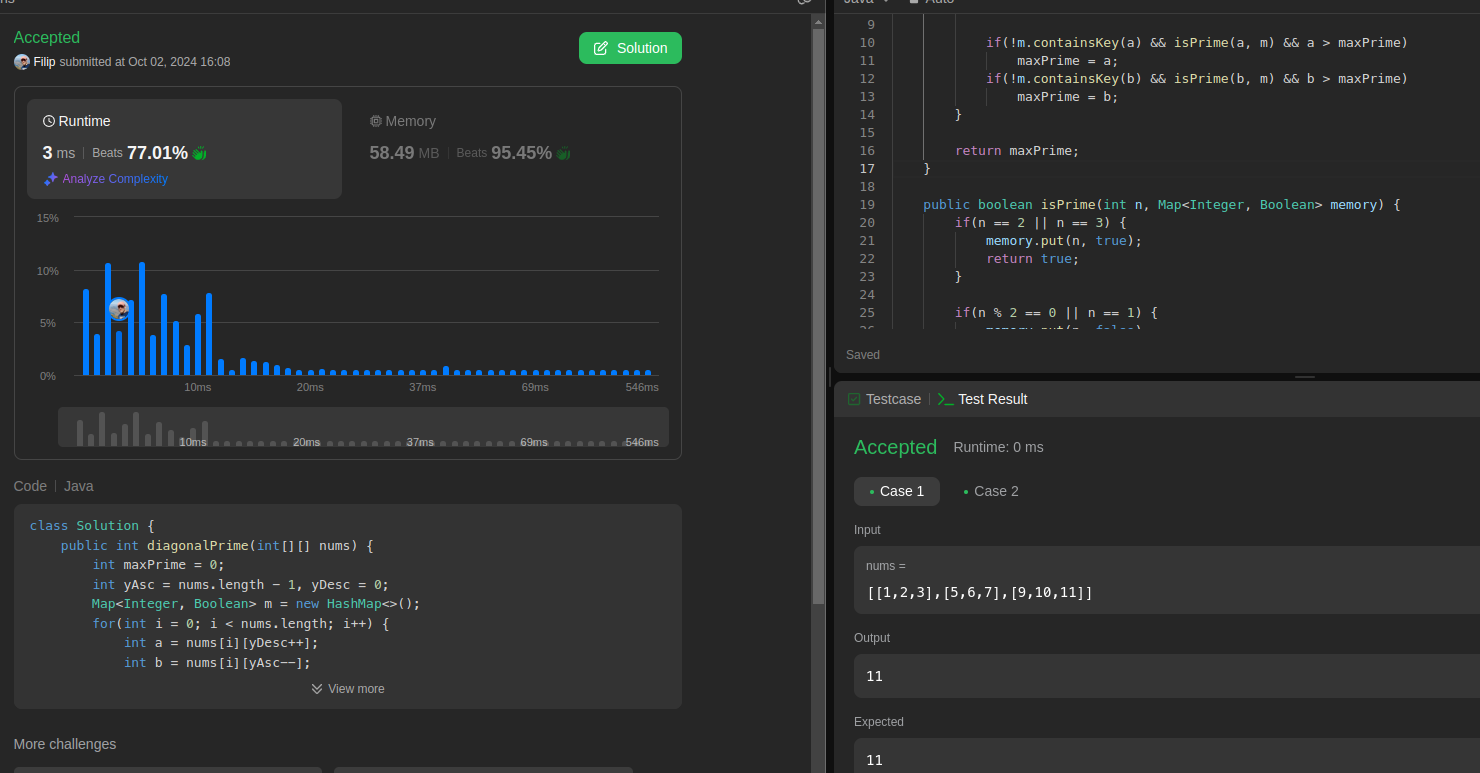 ns
Accepted
Solution
Filip submitted at Oct 02, 2024 16:08
Runtime
3 ms | Beats 77.01%
Analyze Complexity
Memory
58.49 MB | Beats 95.45%
15%
10%
5%
0%
10ms 20ms 37ms 69ms 546ms
10ms 20ms 37ms 69ms 546ms
Code | Java
class Solution {
    public int diagonalPrime(int[][] nums) {
        int maxPrime = 0;
        int yAsc = nums.length - 1, yDesc = 0;
        Map<Integer, Boolean> m = new HashMap<>();
        for(int i = 0; i < nums.length; i++) {
            int a = nums[i][yDesc++];
            int b = nums[i][yAsc--];
View more
More challenges
Java Auto
9
10             if(!m.containsKey(a) && isPrime(a, m) && a > maxPrime)
11                 maxPrime = a;
12             if(!m.containsKey(b) && isPrime(b, m) && b > maxPrime)
13                 maxPrime = b;
14         }
15
16         return maxPrime;
17     }
18
19     public boolean isPrime(int n, Map<Integer, Boolean> memory) {
20         if(n == 2 || n == 3) {
21             memory.put(n, true);
22             return true;
23         }
24
25         if(n % 2 == 0 || n == 1) {
26             memory.put(n, false)
Saved
Testcase | Test Result
Accepted Runtime: 0 ms
• Case 1 • Case 2
Input
nums =
[[1,2,3],[5,6,7],[9,10,11]]
Output
11
Expected
11